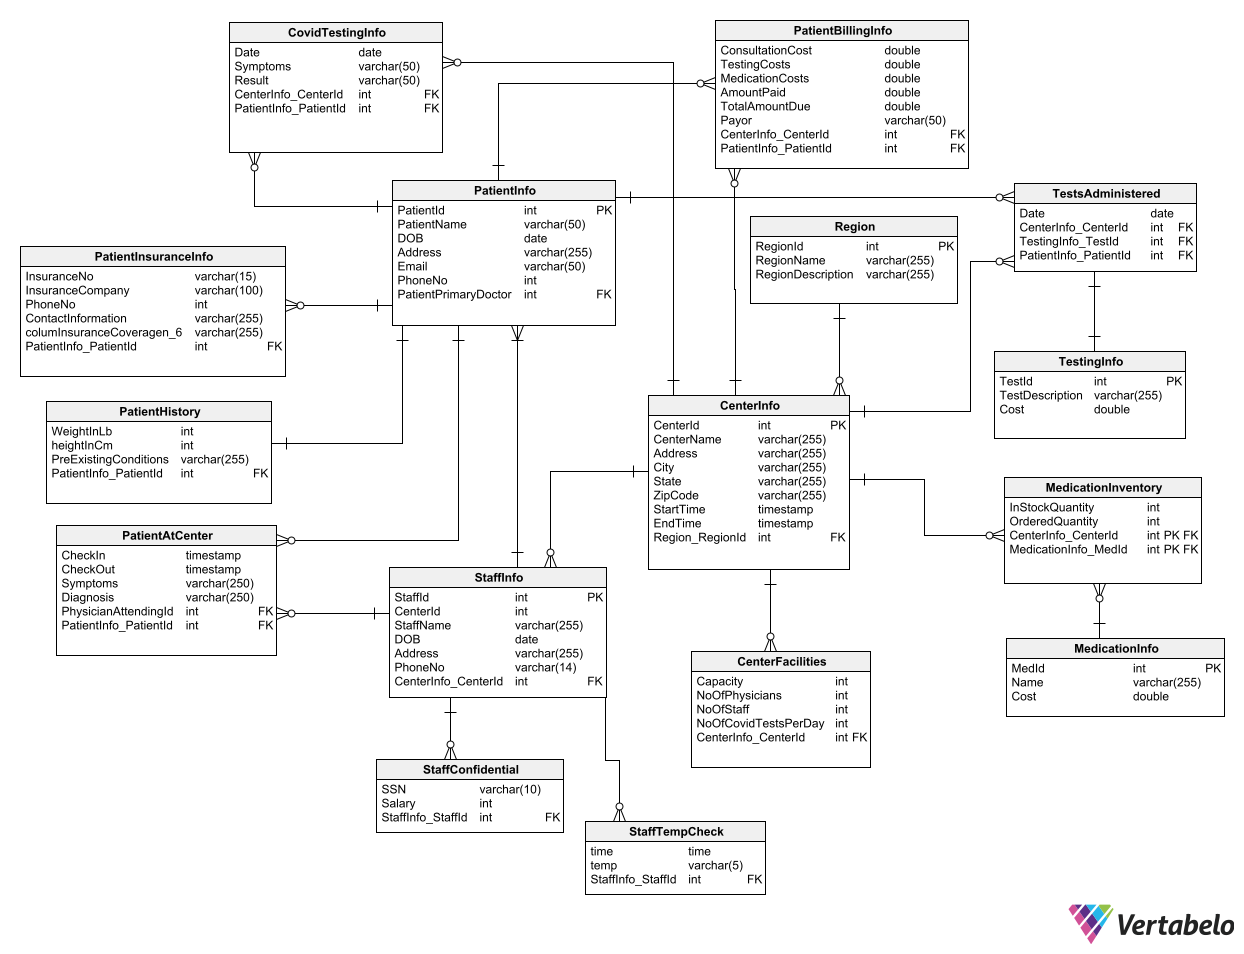 CovidTestingInfo
Date date
Symptoms varchar(50)
Result varchar(50)
CenterInfo_CenterId int FK
PatientInfo_PatientId int FK
PatientBillingInfo
ConsultationCost double
TestingCosts double
MedicationCosts double
AmountPaid double
TotalAmountDue double
Payor varchar(50)
CenterInfo_CenterId int FK
PatientInfo_PatientId int FK
PatientInfo
PatientId int PK
PatientName varchar(50)
DOB date
Address varchar(255)
Email varchar(50)
PhoneNo int
PatientPrimaryDoctor int FK
TestsAdministered
Date date
CenterInfo_CenterId int FK
TestingInfo_TestId int FK
PatientInfo_PatientId int FK
Region
RegionId int PK
RegionName varchar(255)
RegionDescription varchar(255)
PatientInsuranceInfo
InsuranceNo varchar(15)
InsuranceCompany varchar(100)
PhoneNo int
ContactInformation varchar(255)
columInsuranceCoveragen_6 varchar(255)
PatientInfo_PatientId int FK
TestingInfo
TestId int PK
TestDescription varchar(255)
Cost double
PatientHistory
WeightInLb int
heightInCm int
PreExistingConditions varchar(255)
PatientInfo_PatientId int FK
CenterInfo
CenterId int PK
CenterName varchar(255)
Address varchar(255)
City varchar(255)
State varchar(255)
ZipCode varchar(255)
StartTime timestamp
EndTime timestamp
Region_RegionId int FK
MedicationInventory
InStockQuantity int
OrderedQuantity int
CenterInfo_CenterId int PK FK
MedicationInfo_MedId int PK FK
PatientAtCenter
CheckIn timestamp
CheckOut timestamp
Symptoms varchar(250)
Diagnosis varchar(250)
PhysicianAttendingId int FK
PatientInfo_PatientId int FK
StaffInfo
StaffId int PK
CenterId int
StaffName varchar(255)
DOB date
Address varchar(255)
PhoneNo varchar(14)
CenterInfo_CenterId int FK
CenterFacilities
Capacity int
NoOfPhysicians int
NoOfStaff int
NoOfCovidTestsPerDay int
CenterInfo_CenterId int FK
MedicationInfo
MedId int PK
Name varchar(255)
Cost double
StaffConfidential
SSN varchar(10)
Salary int
StaffInfo_StaffId int FK
StaffTempCheck
time time
temp varchar(5)
StaffInfo_StaffId int FK
Vertabelo